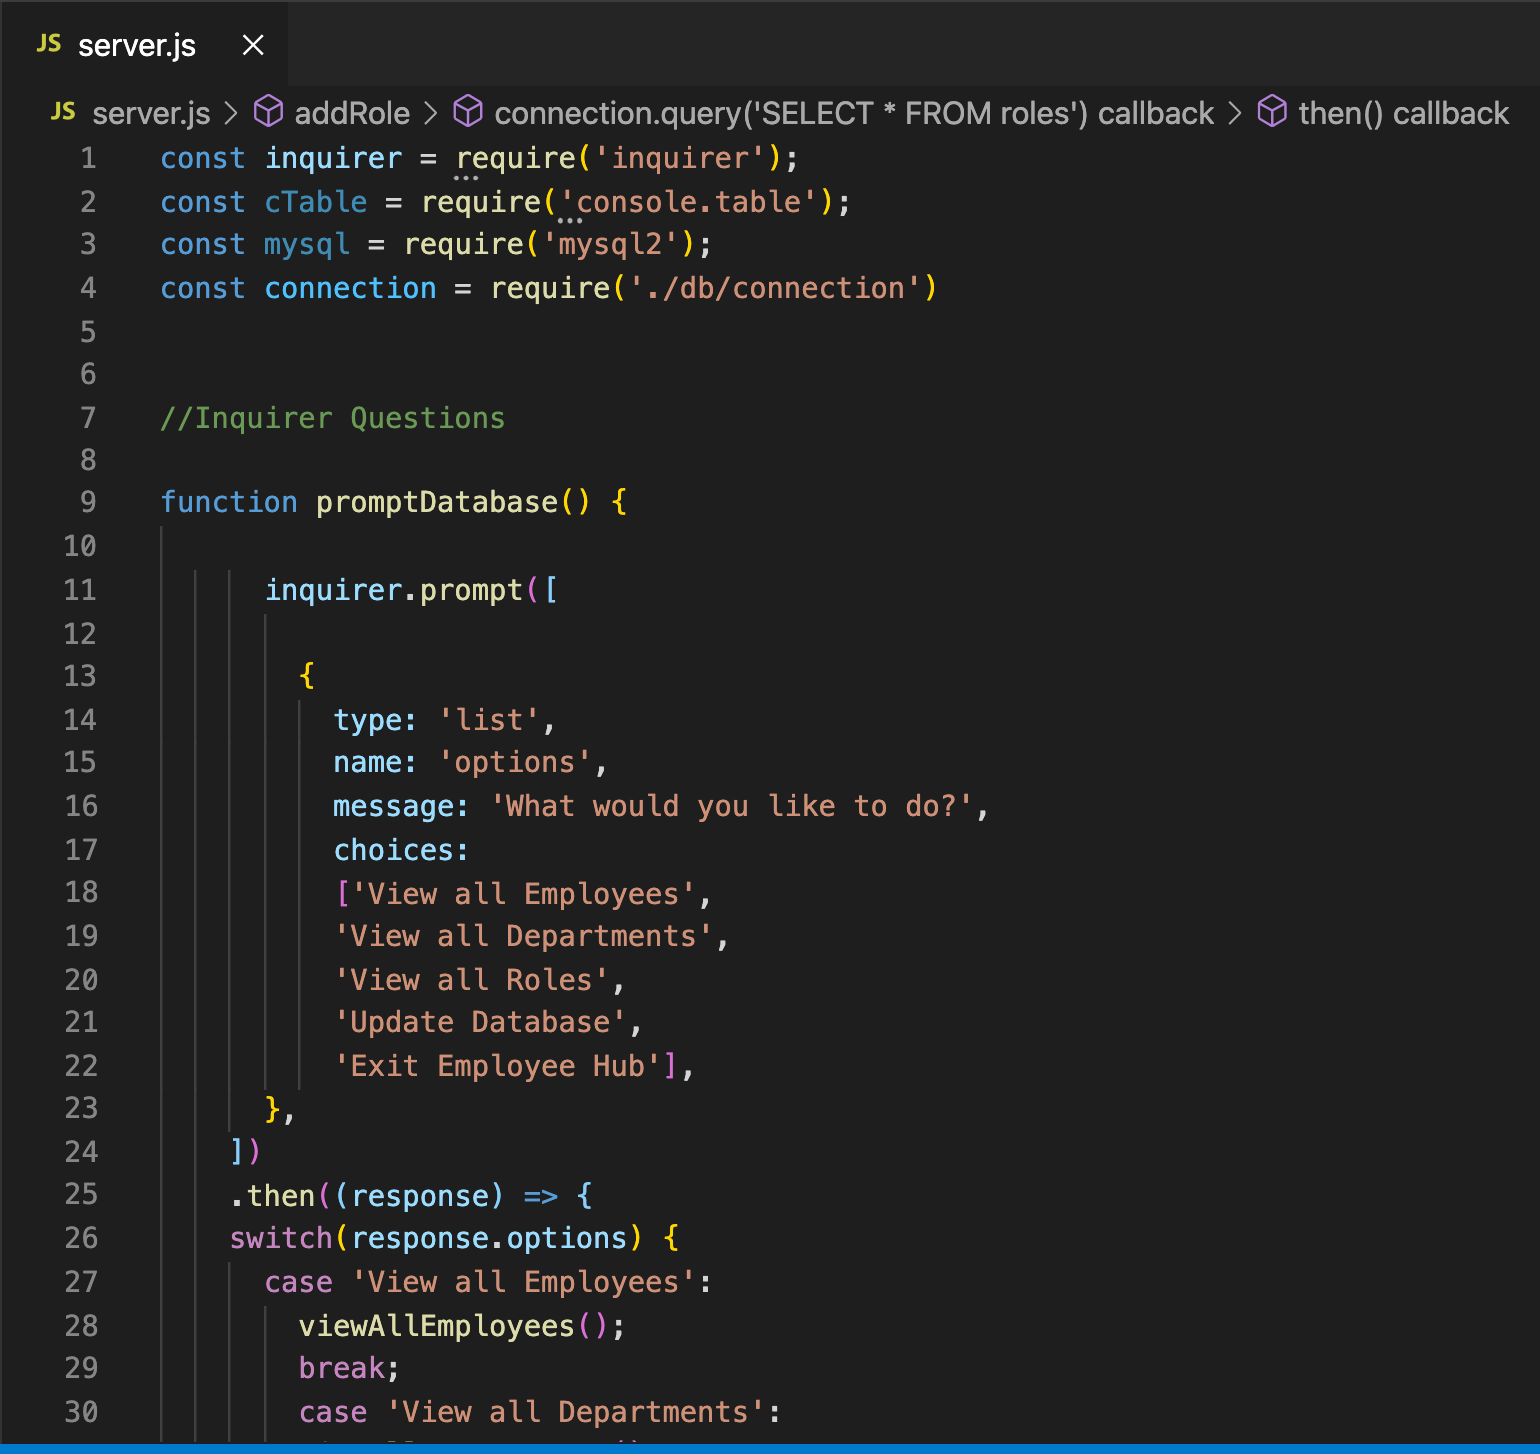 JS server.js
JS server.js > addRole > connection.query('SELECT * FROM roles') callback > then() callback
1 const inquirer = require('inquirer');
2 const cTable = require('console.table');
3 const mysql = require('mysql2');
4 const connection = require('./db/connection')
5
6
7 //Inquirer Questions
8
9 function promptDatabase() {
10
11 inquirer.prompt([
12
13 {
14 type: 'list',
15 name: 'options',
16 message: 'What would you like to do?',
17 choices:
18 ['View all Employees',
19 'View all Departments',
20 'View all Roles',
21 'Update Database',
22 'Exit Employee Hub'],
23 },
24 ])
25 .then((response) => {
26 switch(response.options) {
27 case 'View all Employees':
28 viewAllEmployees();
29 break;
30 case 'View all Departments':